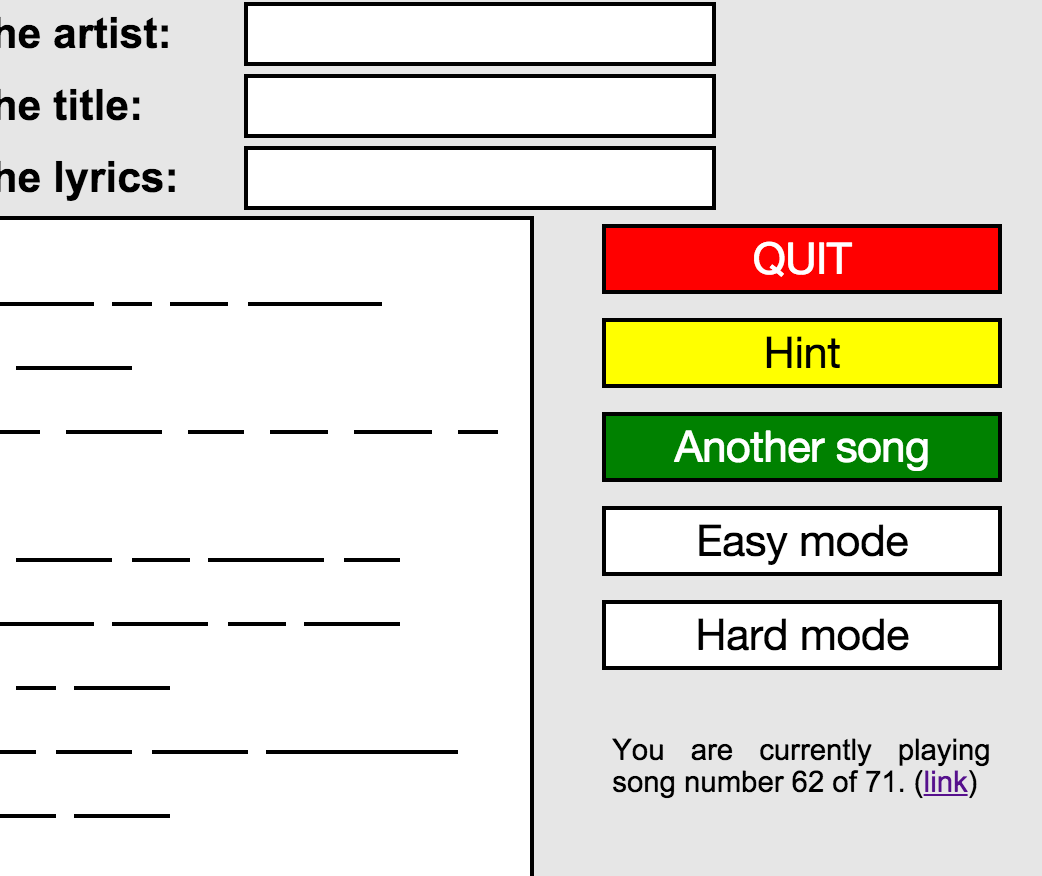 he artist:
he title:
he lyrics:
QUIT
Hint
Another song
Easy mode
Hard mode
You are currently playing
song number 62 of 71. (link)